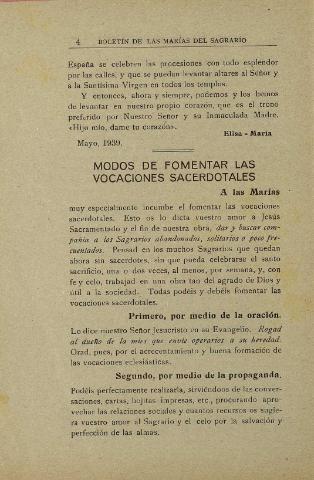 4 BOLETÍN DE LAS MARÍAS DEL SAGRARIO
España se celebren las procesiones con todo esplendor
por las calles, y que se puedan levantar altares al Señor y
a la Santísima Virgen en todos los templos.
Y entonces, ahora y siempre, podemos y los hemos
de levantar en nuestro propio corazón, que es el trono
preferido por Nuestro Señor y su Inmaculada Madre.
«Hijo mío, dame tu corazón».
Elisa - María
Mayo, 1939.
MODOS DE FOMENTAR LAS
VOCACIONES SACERDOTALES
A las Marías
muy especialmente incumbe el fomentar las vocaciones
sacerdotales. Esto os lo dicta vuestro amor a Jesús
Sacramentado y el fin de nuestra obra, dar y buscar com-
pañía a los Sagrarios abandonados, solitarios o poco fre-
cuentados. Pensad en los muchos Sagrarios que quedan
ahora sin sacerdotes, sin que pueda celebrarse el santo
sacrificio, una o dos veces, al menos, por semana, y, con
fe y celo, trabajad en una obra tan del agrado de Dios y
útil a la sociedad. Todas podéis y debéis fomentar las
vocaciones sacerdotales.
Primero, por medio de la oración.
Lo dice nuestro Señor Jesucristo en su Evangelio. Rogad
al dueño de la mies que envíe operarios a su heredad.
Orad, pues, por el acrecentamiento y buena formación de
las vocaciones eclesiásticas.
Segundo, por medio de la propaganda.
Podéis perfectamente realizarla, sirviéndoos de las conver-
saciones, cartas, hojitas impresas, etc., procurando apro-
vechar las relaciones sociales y cuantos recursos os sugie-
ra vuestro amor al Sagrario y el celo por la salvación y
perfección de las almas.